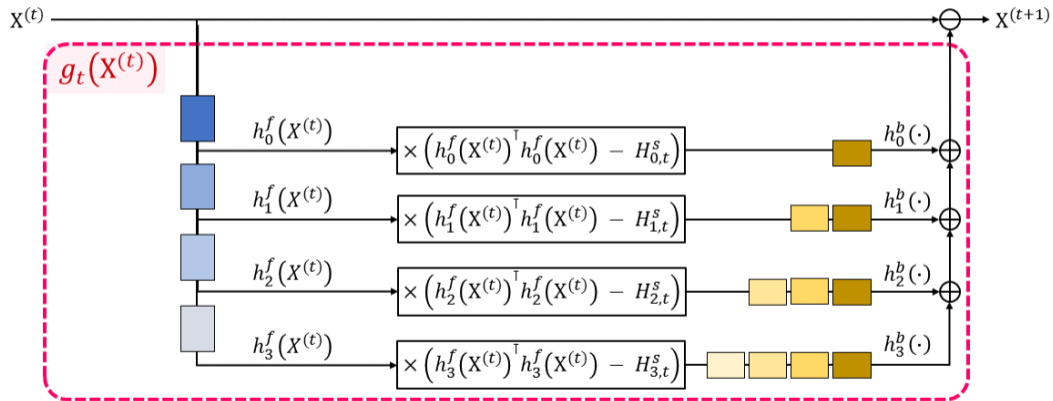 X^(t) ⊖ X^(t+1)
g_t(X^(t))
h_0^f(X^(t)) × (h_0^f(X^(t))^⊤ h_0^f(X^(t)) − H_{0,t}^s) h_0^b(·) ⊕
h_1^f(X^(t)) × (h_1^f(X^(t))^⊤ h_1^f(X^(t)) − H_{1,t}^s) h_1^b(·) ⊕
h_2^f(X^(t)) × (h_2^f(X^(t))^⊤ h_2^f(X^(t)) − H_{2,t}^s) h_2^b(·) ⊕
h_3^f(X^(t)) × (h_3^f(X^(t))^⊤ h_3^f(X^(t)) − H_{3,t}^s) h_3^b(·)